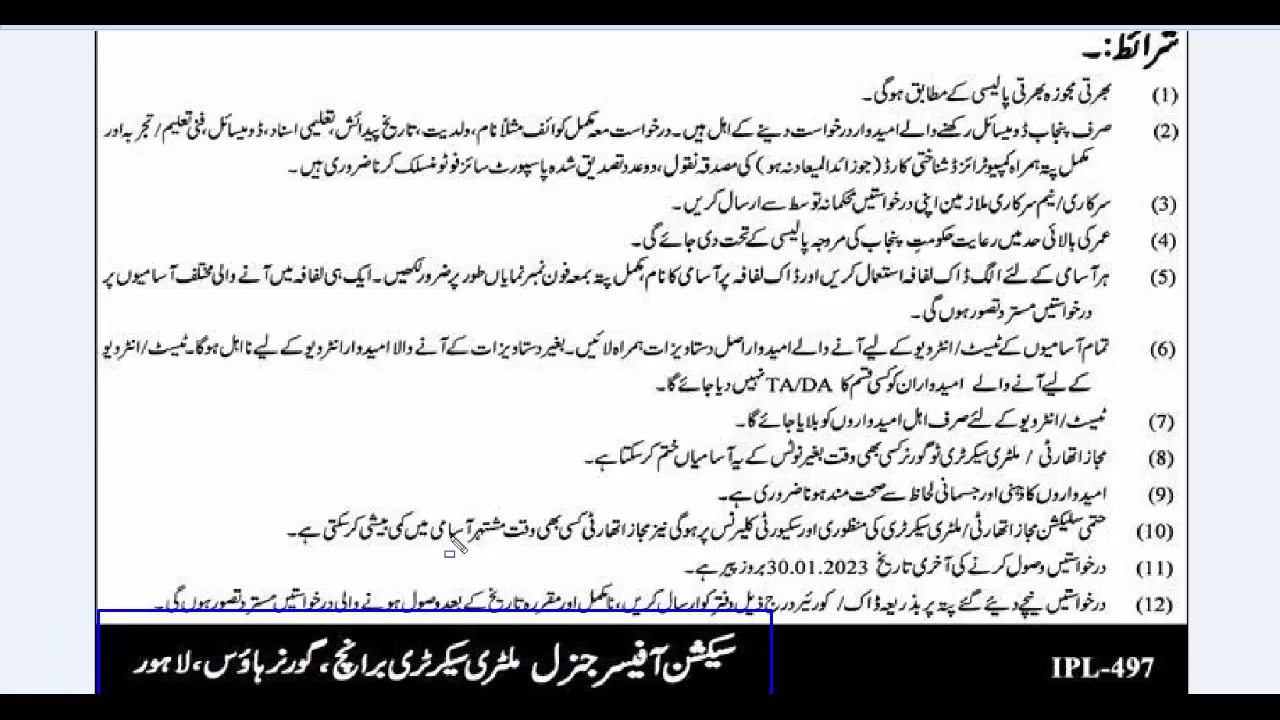 شرائط:۔
(1) بھرتی مجوزہ بھرتی پالیسی کے مطابق ہوگی۔
(2) صرف پنجاب ڈومیسائل رکھنے والے امیدوار درخواست دینے کے اہل ہیں۔ درخواست معہ مکمل کوائف مثلاً نام، ولدیت، تاریخ پیدائش، تعلیمی اسناد، ڈومیسائل، فنی تعلیم/تجربہ اور
مکمل پتہ ہمراہ کمپیوٹرائزڈ شناختی کارڈ (جو زائد المیعاد نہ ہو) کی مصدقہ نقول، دو عدد تصدیق شدہ پاسپورٹ سائز فوٹو منسلک کرنا ضروری ہیں۔
(3) سرکاری/نیم سرکاری ملازمین اپنی درخواستیں محکمانہ توسط سے ارسال کریں۔
(4) عمر کی بالائی حد میں رعایت حکومتِ پنجاب کی مروجہ پالیسی کے تحت دی جائے گی۔
(5) ہر آسامی کے لئے الگ ڈاک لفافہ استعمال کریں اور ڈاک لفافہ پر آسامی کا نام، مکمل پتہ بمعہ فون نمبر نمایاں طور پر ضرور لکھیں۔ ایک ہی لفافہ میں آنے والی مختلف آسامیوں پر
درخواستیں مسترد تصور ہوں گی۔
(6) تمام آسامیوں کے ٹیسٹ/انٹرویو کے لیے آنے والے امیدوار اصل دستاویزات ہمراہ لائیں۔ بغیر دستاویزات کے آنے والا امیدوار انٹرویو کے لیے نااہل ہوگا۔ ٹیسٹ/انٹرویو
کے لیے آنے والے امیدواران کو کسی قسم کا TA/DA نہیں دیا جائے گا۔
(7) ٹیسٹ/انٹرویو کے لئے صرف اہل امیدواروں کو بلایا جائے گا۔
(8) مجاز اتھارٹی / ملٹری سیکرٹری ٹو گورنر کسی بھی وقت بغیر نوٹس کے یہ آسامیاں ختم کر سکتا ہے۔
(9) امیدواروں کا ذہنی اور جسمانی لحاظ سے صحت مند ہونا ضروری ہے۔
(10) حتمی سلیکشن مجاز اتھارٹی/ملٹری سیکرٹری کی منظوری اور سکیورٹی کلیرنس پر ہوگی نیز مجاز اتھارٹی کسی بھی وقت مشتہر آسامی میں کمی بیشی کر سکتی ہے۔
(11) درخواستیں وصول کرنے کی آخری تاریخ 30.01.2023 بروز پیر ہے۔
(12) درخواستیں نیچے دیئے گئے پتہ پر بذریعہ ڈاک/کورئیر درج ذیل دفتر کو ارسال کریں، نامکمل اور مقررہ تاریخ کے بعد وصول ہونے والی درخواستیں مسترد تصور ہوں گی۔
سیکشن آفیسر جنرل ملٹری سیکرٹری برانچ، گورنر ہاؤس، لاہور
IPL-497